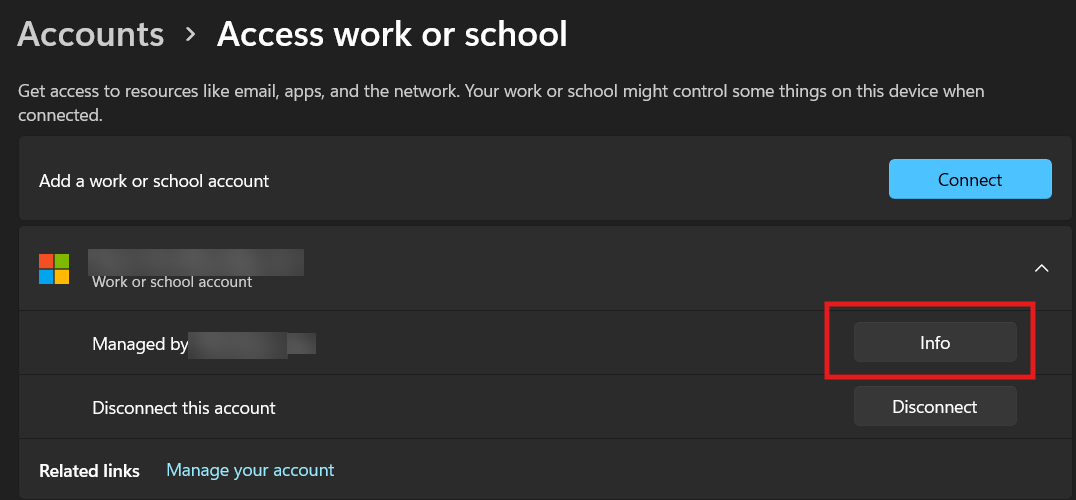 Accounts > Access work or school
Get access to resources like email, apps, and the network. Your work or school might control some things on this device when
connected.
Add a work or school account
Connect
Work or school account
Managed by
Info
Disconnect this account
Disconnect
Related links Manage your account